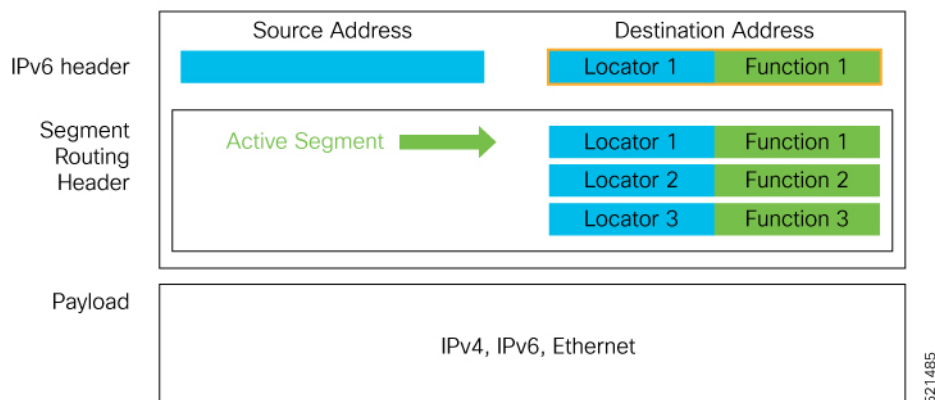 Source Address
Destination Address
IPv6 header
Locator 1
Function 1
Segment
Routing
Header
Active Segment
Locator 1
Function 1
Locator 2
Function 2
Locator 3
Function 3
Payload
IPv4, IPv6, Ethernet
521485